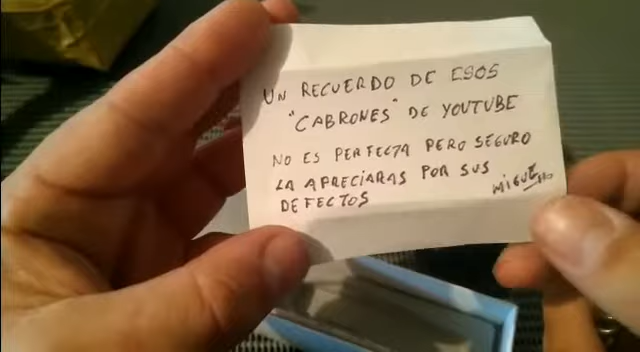 UN RECUERDO DE ESOS
"CABRONES" DE YOUTUBE
NO ES PERFECTA PERO SEGURO
LA APRECIARAS POR SUS
DEFECTOS